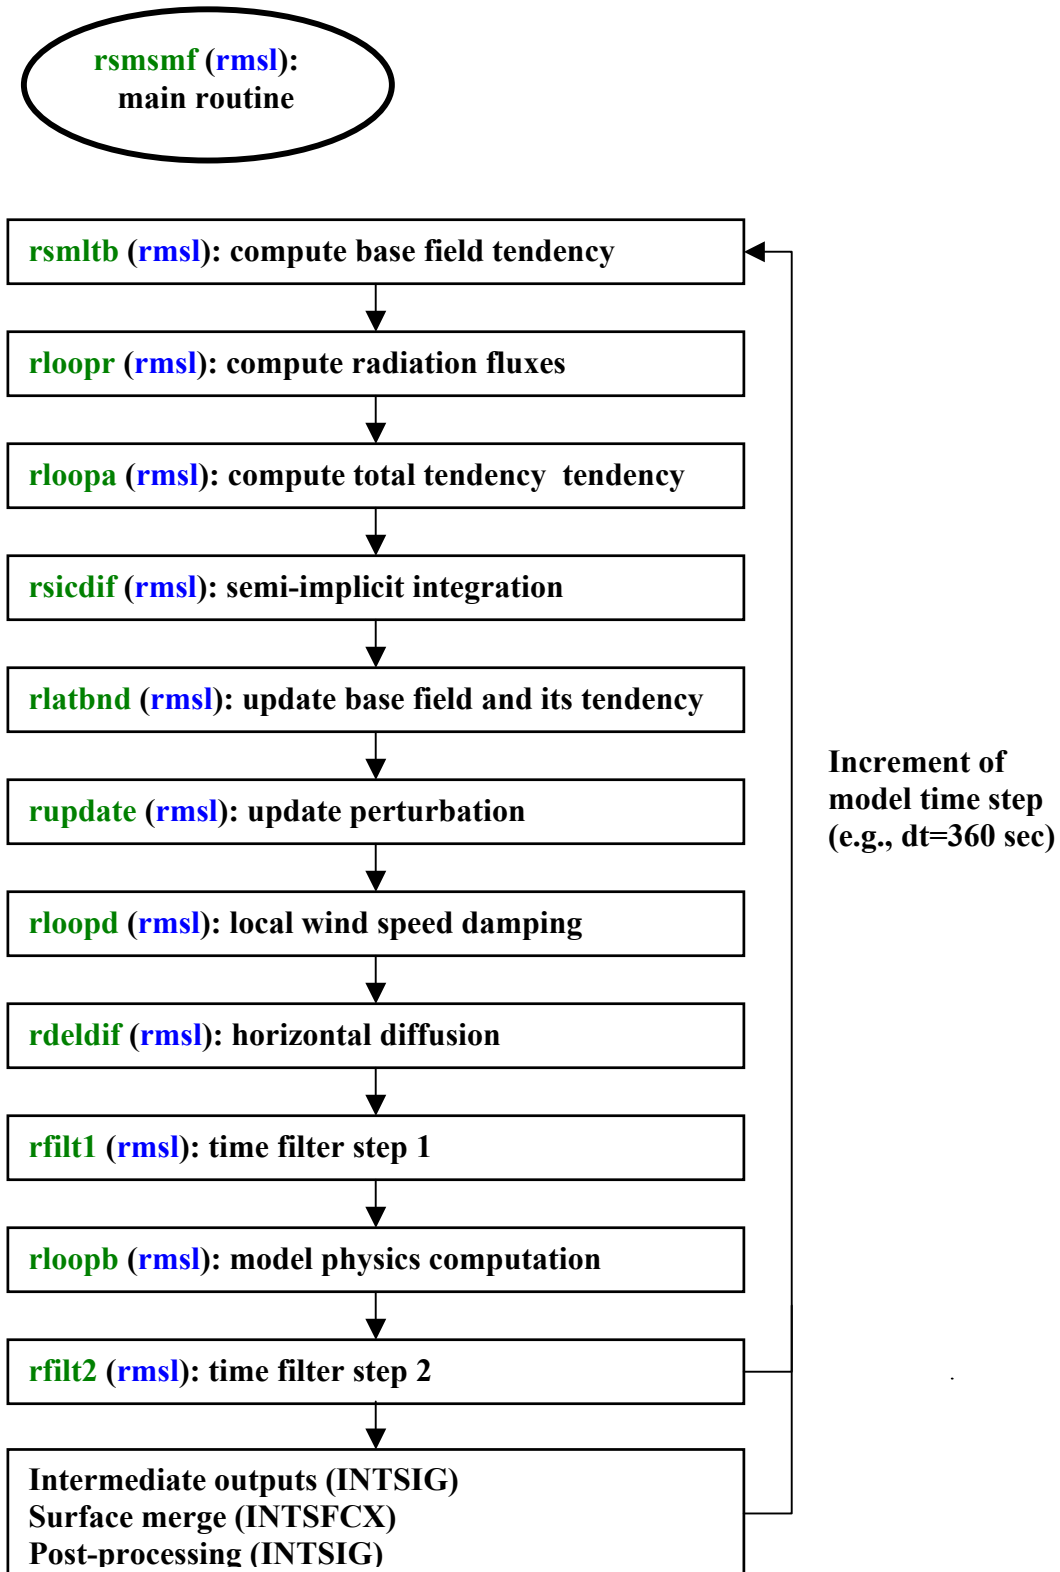 rsmsmf (rmsl):
main routine
rsmltb (rmsl): compute base field tendency
rloopr (rmsl): compute radiation fluxes
rloopa (rmsl): compute total tendency  tendency
rsicdif (rmsl): semi-implicit integration
rlatbnd (rmsl): update base field and its tendency
rupdate (rmsl): update perturbation
rloopd (rmsl): local wind speed damping
rdeldif (rmsl): horizontal diffusion
rfilt1 (rmsl): time filter step 1
rloopb (rmsl): model physics computation
rfilt2 (rmsl): time filter step 2
Intermediate outputs (INTSIG)
Surface merge (INTSFCX)
Post-processing (INTSIG)
Increment of
model time step
(e.g., dt=360 sec)
.